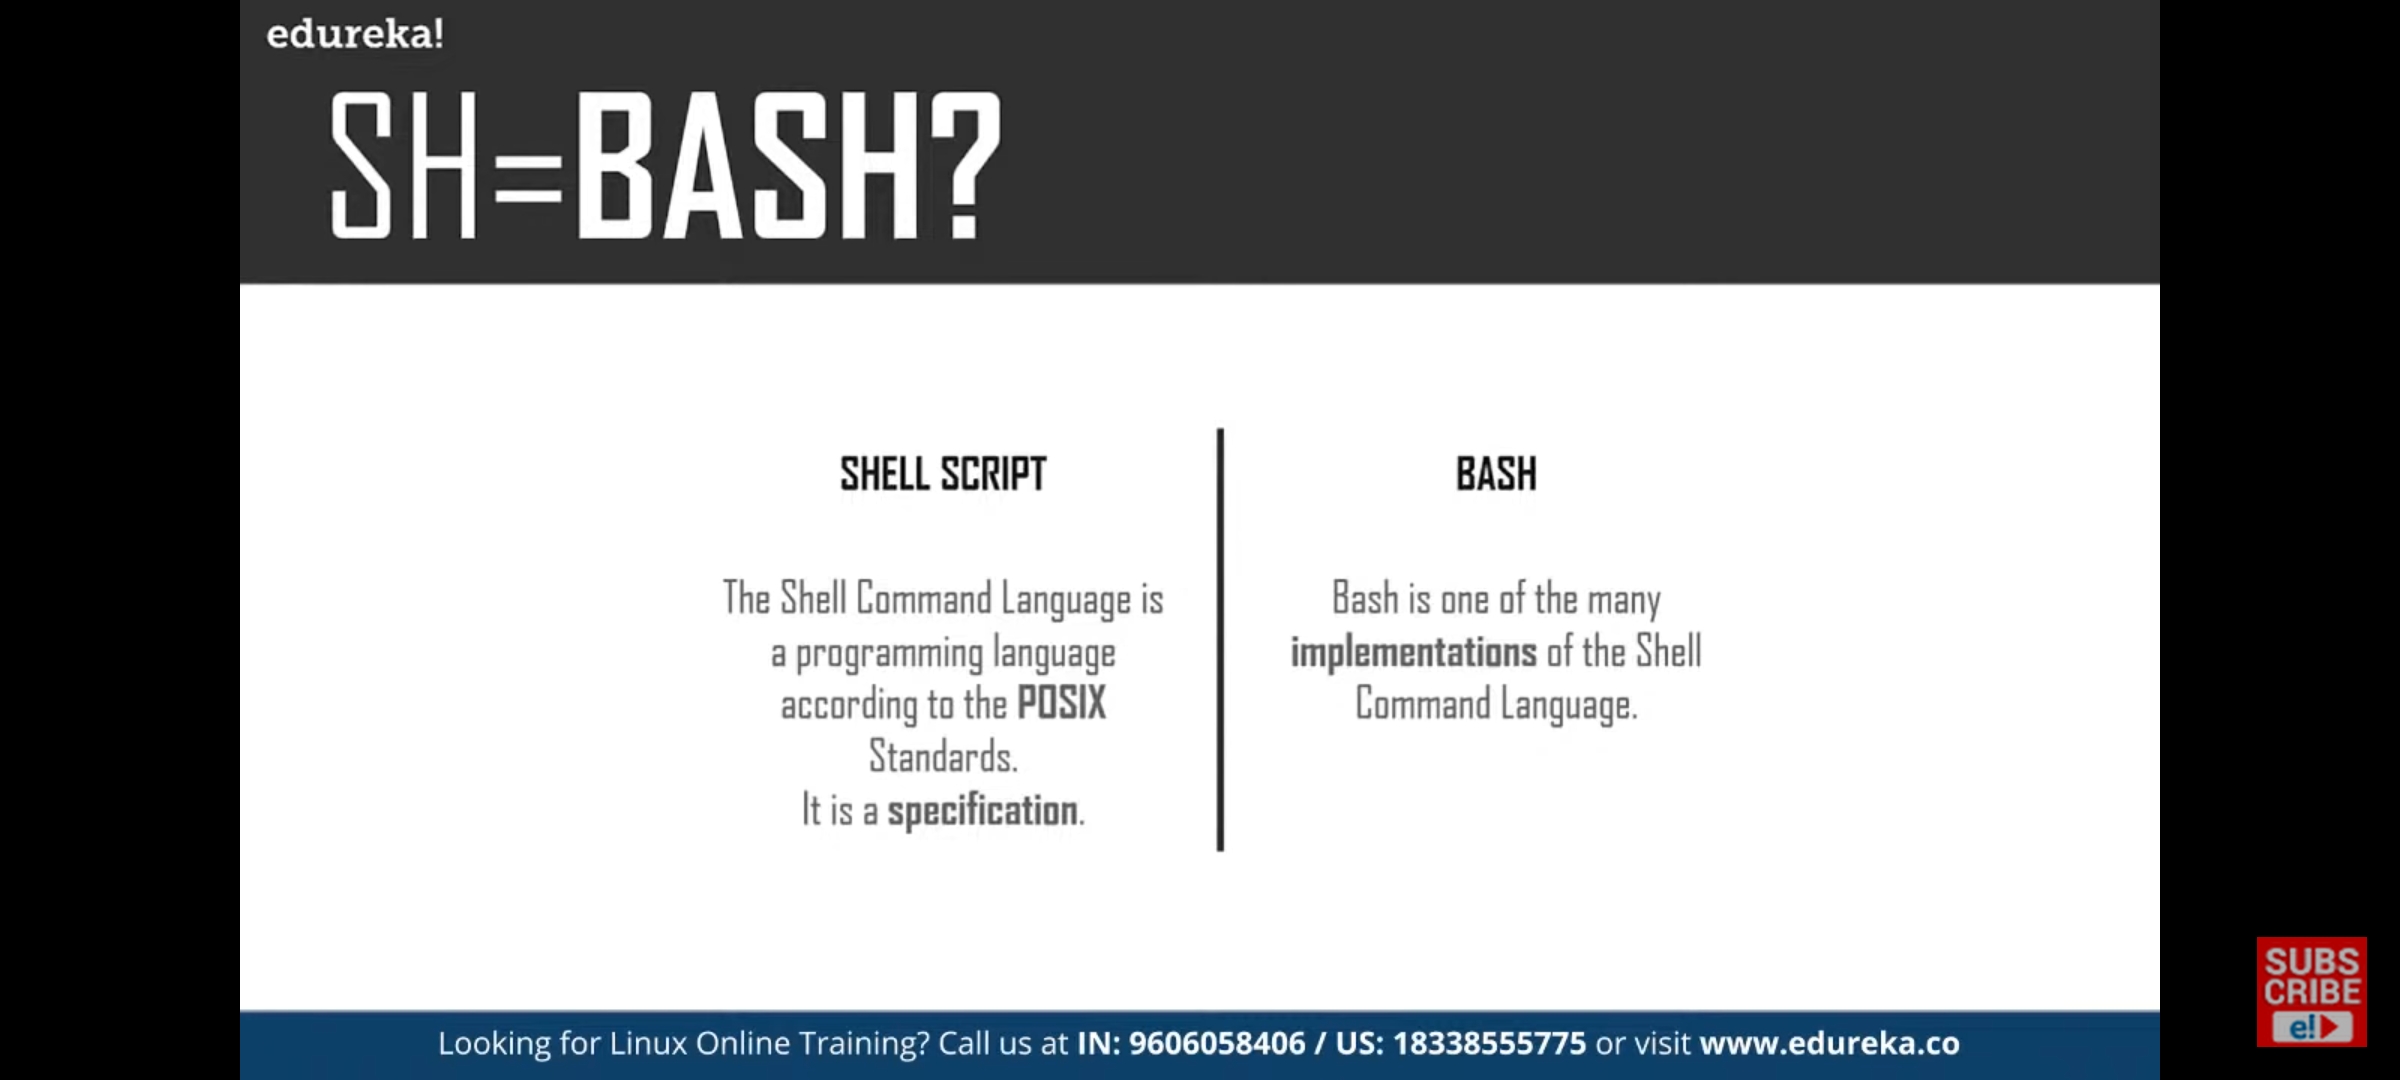 edureka!
SH=BASH?
SHELL SCRIPT
The Shell Command Language is
a programming language
according to the POSIX
Standards.
It is a specification.
BASH
Bash is one of the many
implementations of the Shell
Command Language.
SUBS
CRIBE
e!
Looking for Linux Online Training? Call us at IN: 9606058406 / US: 18338555775 or visit www.edureka.co